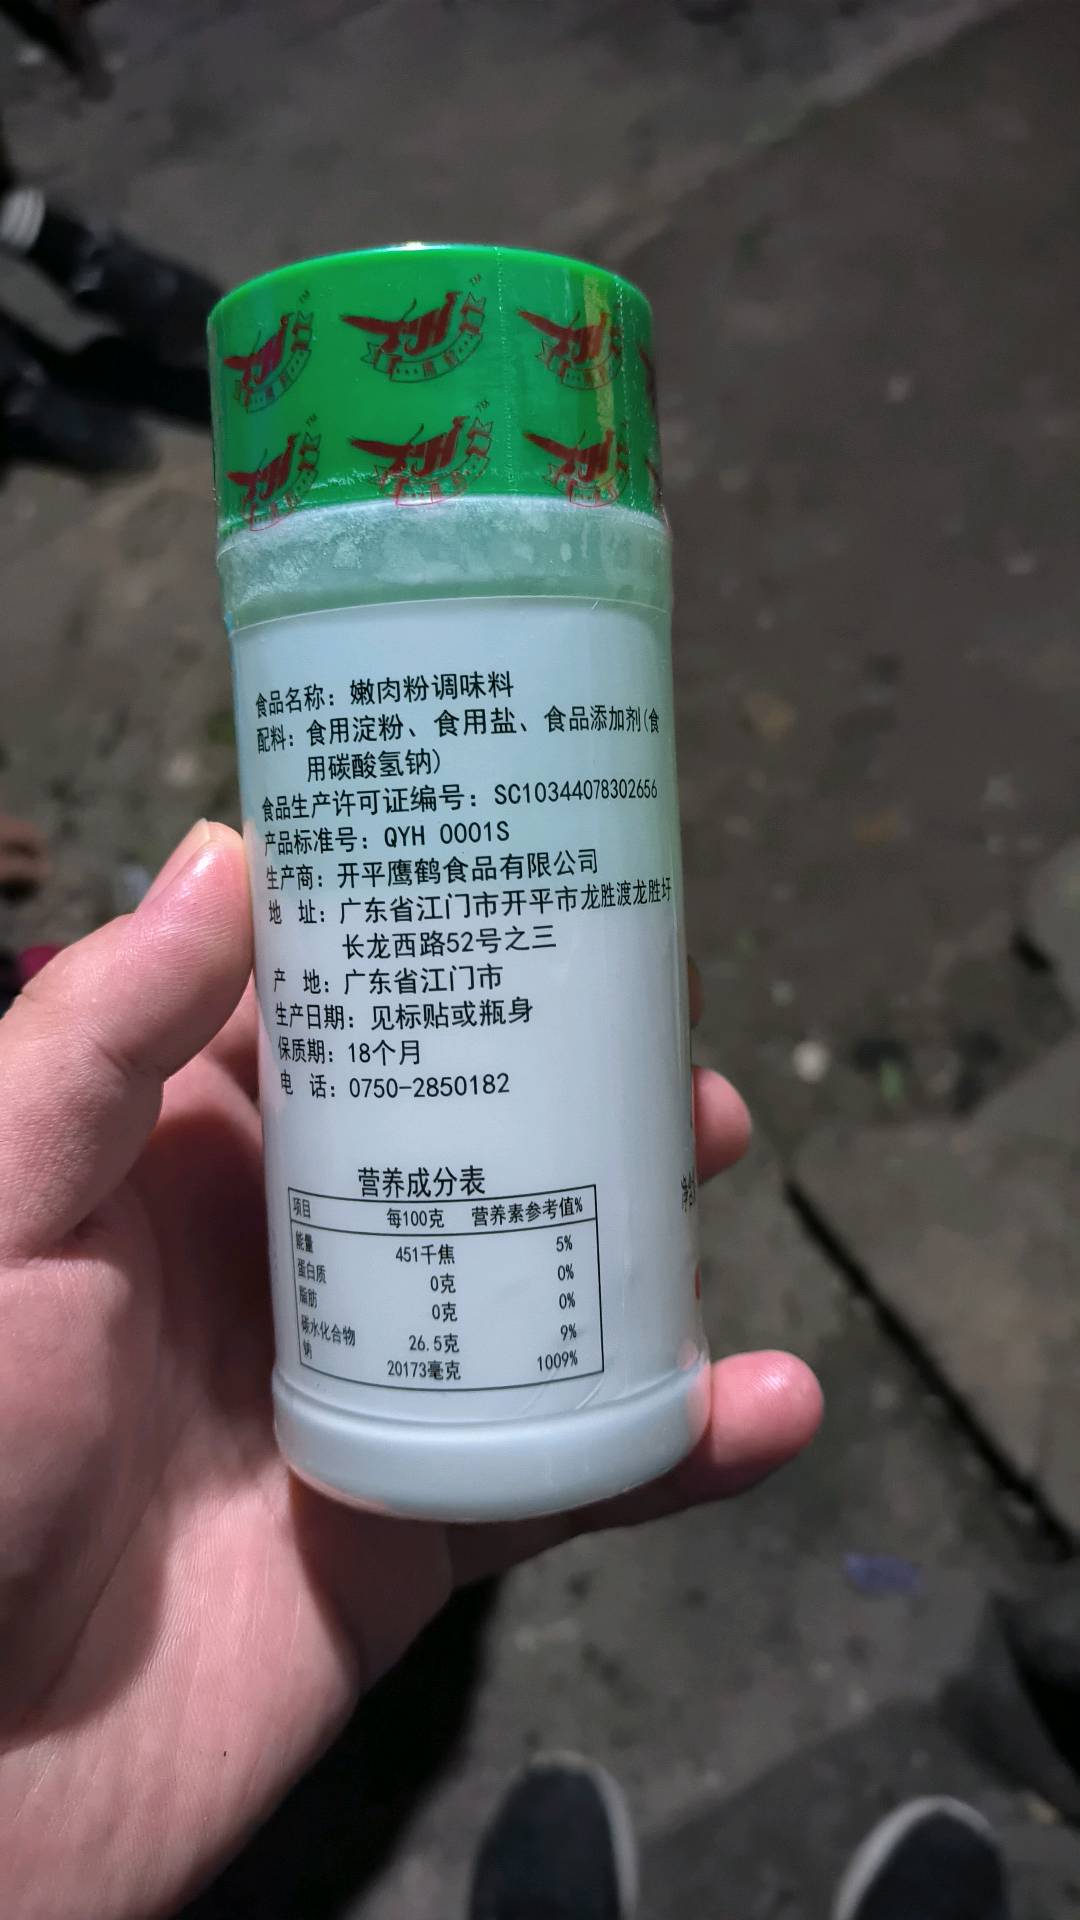 食品名称：嫩肉粉调味料
配料：食用淀粉、食用盐、食品添加剂(食
用碳酸氢钠)
食品生产许可证编号：SC10344078302656
产品标准号：QYH 0001S
生产商：开平鹰鹤食品有限公司
地 址：广东省江门市开平市龙胜渡龙胜圩
长龙西路52号之三
产 地：广东省江门市
生产日期：见标贴或瓶身
保质期：18个月
电 话：0750-2850182
营养成分表
项目 每100克 营养素参考值%
能量 451千焦 5%
蛋白质 0克 0%
脂肪 0克 0%
碳水化合物 26.5克 9%
钠 20173毫克 1009%
净含
TM
TM
TM
TM